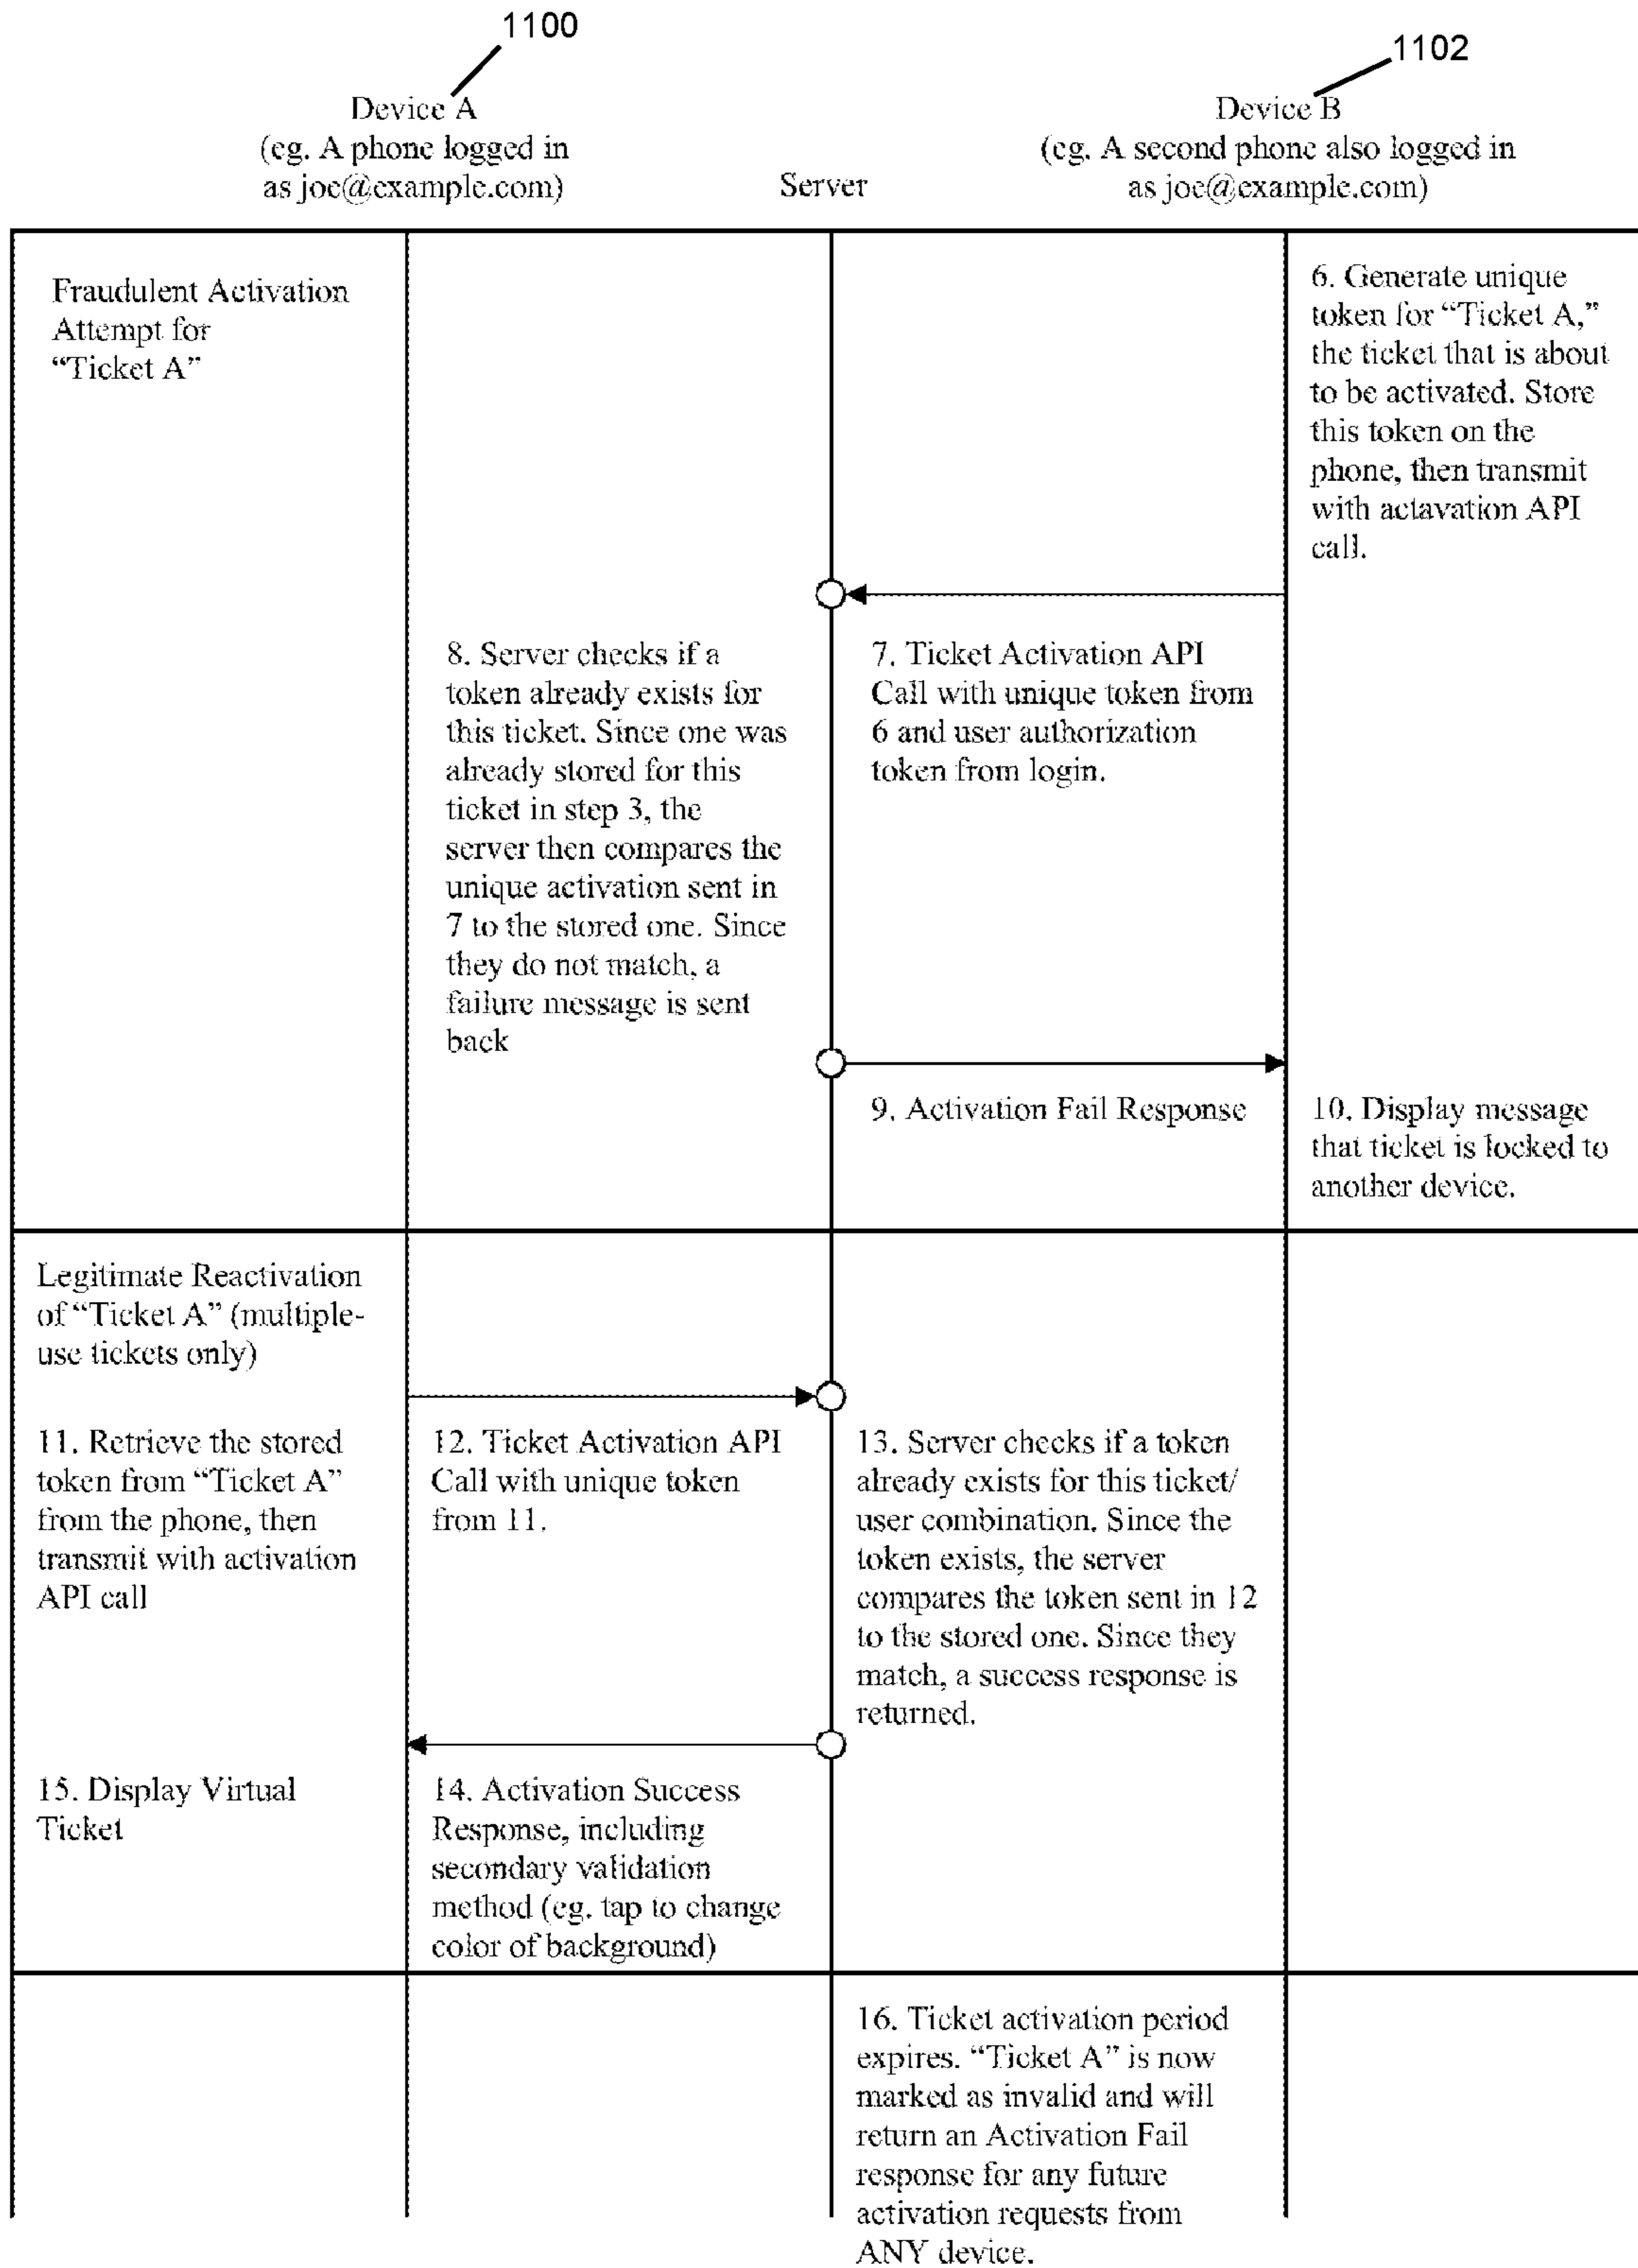 1100
1102
Device A
(eg. A phone logged in
as joe@example.com)
Server
Device B
(eg. A second phone also logged in
as joe@example.com)
Fraudulent Activation
Attempt for
“Ticket A”
6. Generate unique
token for “Ticket A,”
the ticket that is about
to be activated. Store
this token on the
phone, then transmit
with actavation API
call.
7. Ticket Activation API
Call with unique token from
6 and user authorization
token from login.
8. Server checks if a
token already exists for
this ticket. Since one was
already stored for this
ticket in step 3, the
server then compares the
unique activation sent in
7 to the stored one. Since
they do not match, a
failure message is sent
back
9. Activation Fail Response
10. Display message
that ticket is locked to
another device.
Legitimate Reactivation
of “Ticket A” (multiple-
use tickets only)
11. Retrieve the stored
token from “Ticket A”
from the phone, then
transmit with activation
API call
12. Ticket Activation API
Call with unique token
from 11.
13. Server checks if a token
already exists for this ticket/
user combination. Since the
token exists, the server
compares the token sent in 12
to the stored one. Since they
match, a success response is
returned.
14. Activation Success
Response, including
secondary validation
method (eg. tap to change
color of background)
15. Display Virtual
Ticket
16. Ticket activation period
expires. “Ticket A” is now
marked as invalid and will
return an Activation Fail
response for any future
activation requests from
ANY device.